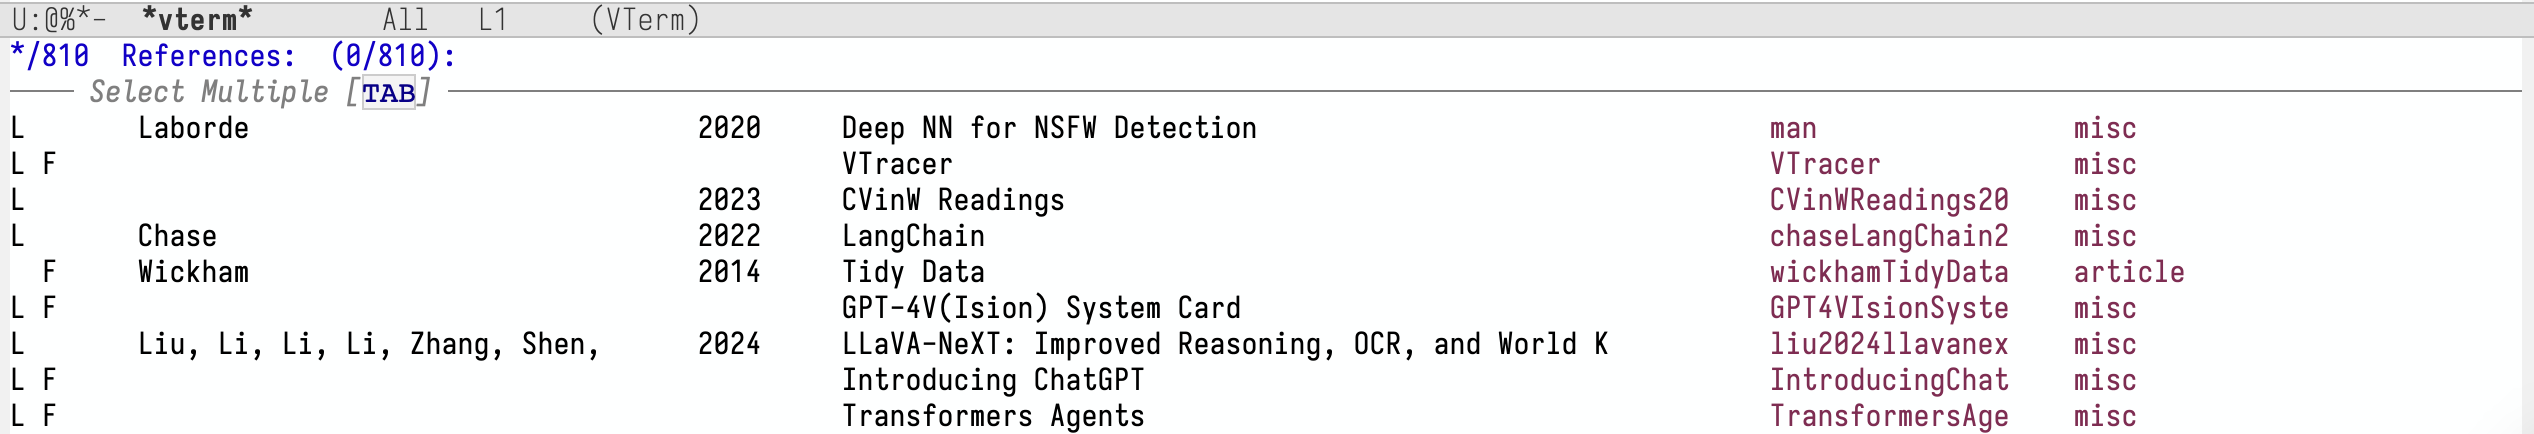 U:@%*- *vterm* All L1 (VTerm)
*/810 References: (0/810):
Select Multiple [TAB]
L Laborde 2020 Deep NN for NSFW Detection man misc
L F VTracer VTracer misc
L 2023 CVinW Readings CVinWReadings20 misc
L Chase 2022 LangChain chaseLangChain2 misc
F Wickham 2014 Tidy Data wickhamTidyData article
L F GPT-4V(Ision) System Card GPT4VIsionSyste misc
L Liu, Li, Li, Li, Zhang, Shen, 2024 LLaVA-NeXT: Improved Reasoning, OCR, and World K liu2024llavanex misc
L F Introducing ChatGPT IntroducingChat misc
L F Transformers Agents TransformersAge misc